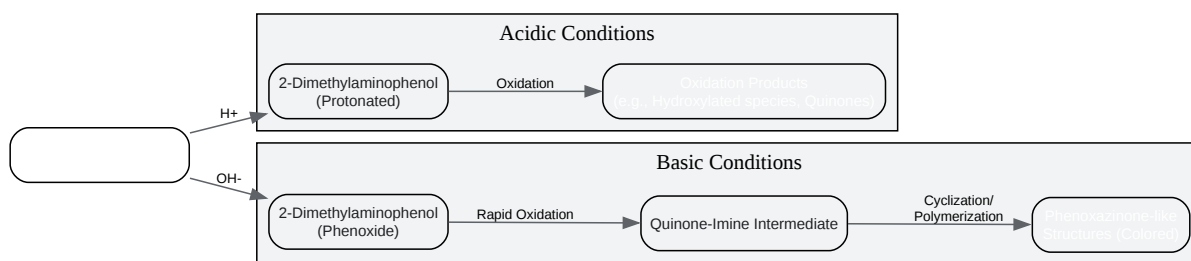 Acidic Conditions
2-Dimethylaminophenol
(Protonated)
Oxidation
Oxidation Products
(e.g., Hydroxylated species, Quinones)
H+
OH-
Basic Conditions
2-Dimethylaminophenol
(Phenoxide)
Rapid Oxidation
Quinone-Imine Intermediate
Cyclization/
Polymerization
Phenoxazinone-like
Structures (Colored)